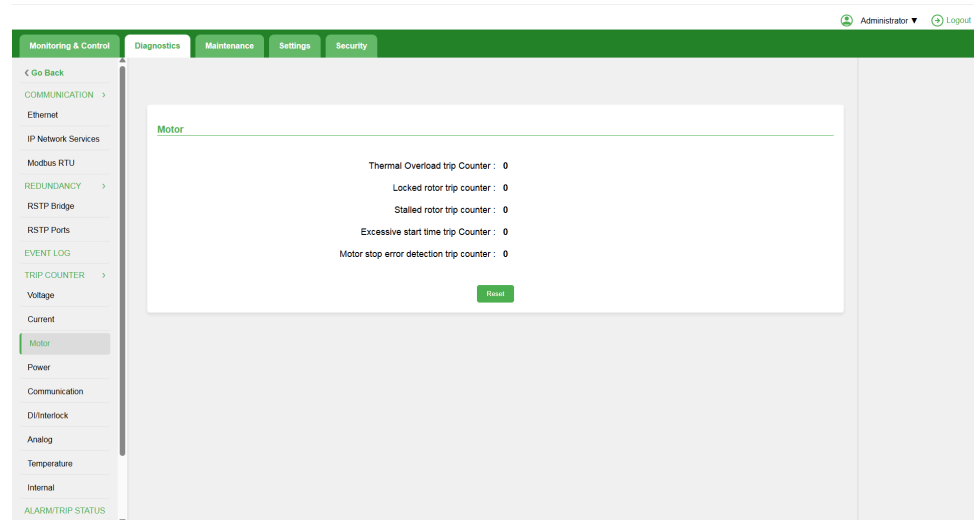 Administrator ▼ Logout
Monitoring & Control Diagnostics Maintenance Settings Security
Go Back
COMMUNICATION
Ethernet
IP Network Services
Modbus RTU
REDUNDANCY
RSTP Bridge
RSTP Ports
EVENT LOG
TRIP COUNTER
Voltage
Current
Motor
Power
Communication
DI/Interlock
Analog
Temperature
Internal
ALARM/TRIP STATUS
Motor
Thermal Overload trip Counter : 0
Locked rotor trip counter : 0
Stalled rotor trip counter : 0
Excessive start time trip Counter : 0
Motor stop error detection trip counter : 0
Reset